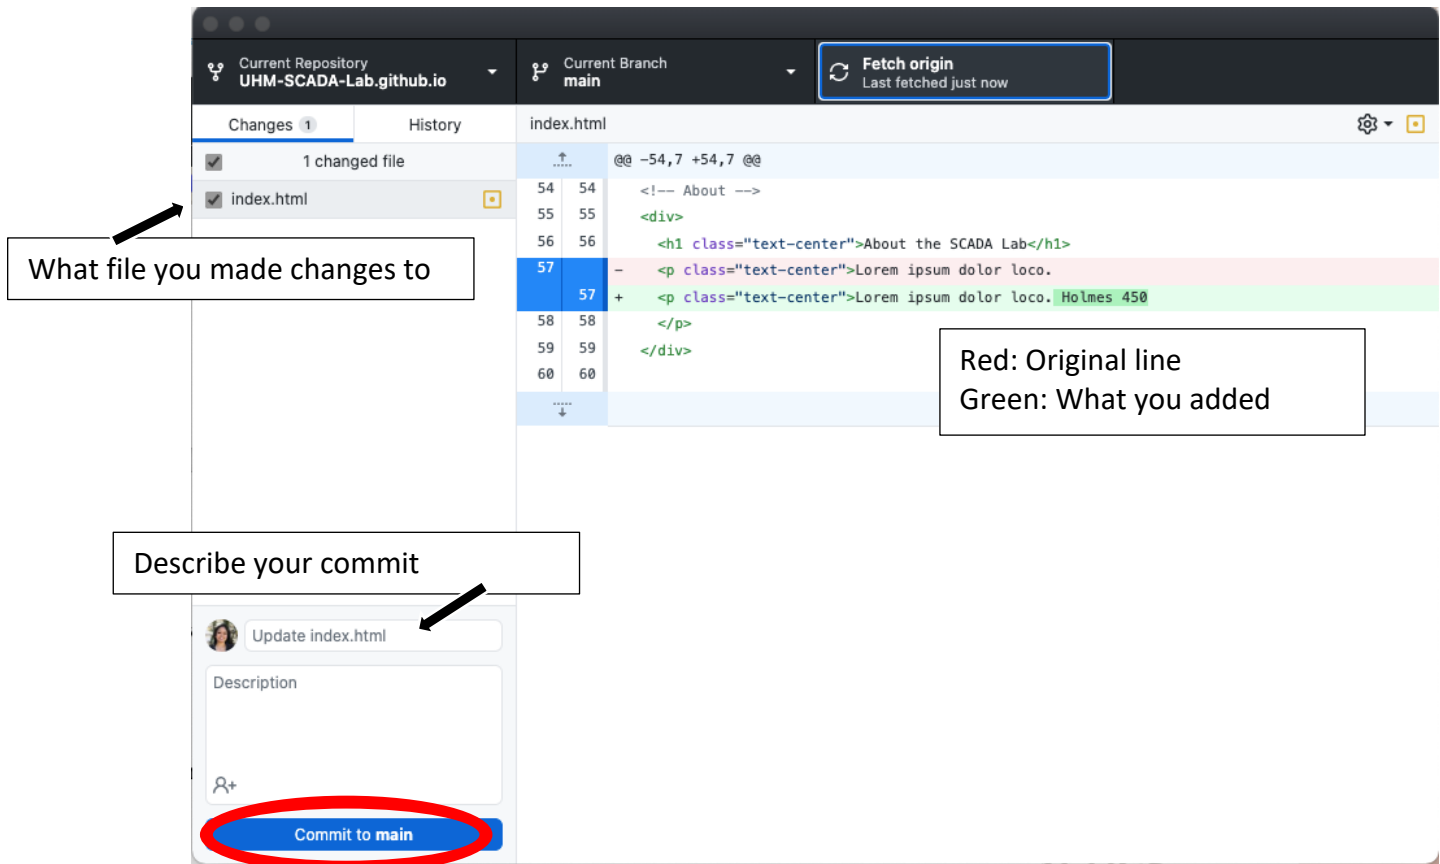 Current Repository
UHM-SCADA-Lab.github.io
Current Branch
main
Fetch origin
Last fetched just now
Changes 1
History
index.html
1 changed file
@@ -54,7 +54,7 @@
index.html
54 54 <!-- About -->
55 55 <div>
56 56 <h1 class="text-center">About the SCADA Lab</h1>
57 - <p class="text-center">Lorem ipsum dolor loco.
57 + <p class="text-center">Lorem ipsum dolor loco. Holmes 450
58 58 </p>
59 59 </div>
60 60
What file you made changes to
Red: Original line
Green: What you added
Describe your commit
Update index.html
Description
Commit to main